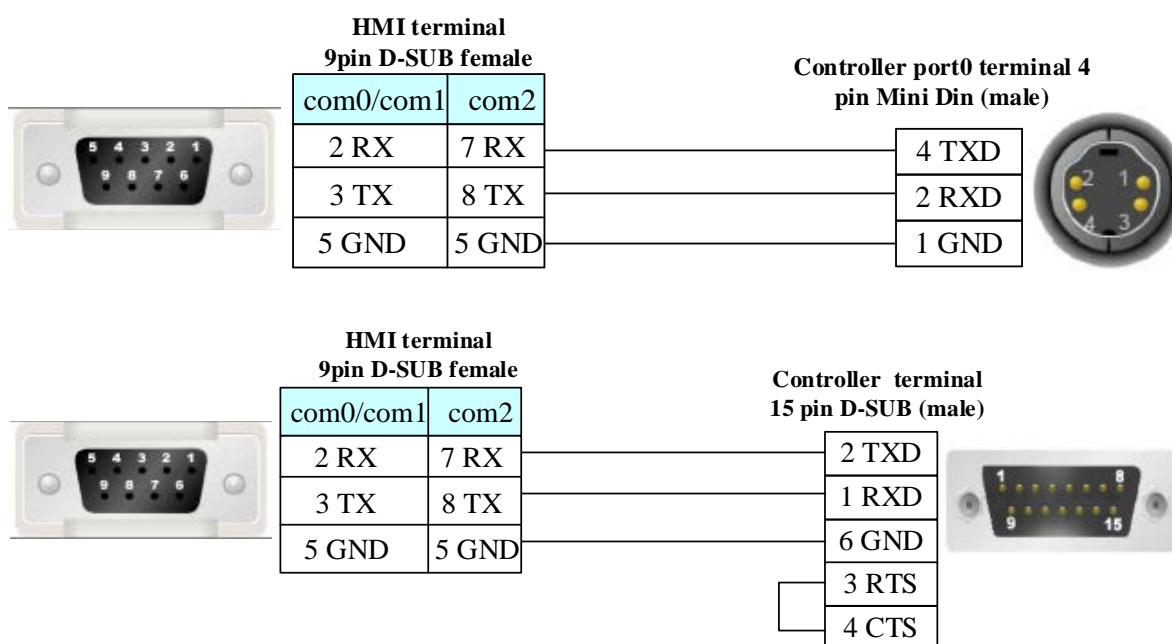 HMI terminal
9pin D-SUB female
com0/com1 com2
2 RX 7 RX
3 TX 8 TX
5 GND 5 GND
Controller port0 terminal 4
pin Mini Din (male)
4 TXD
2 RXD
1 GND
5 4 3 2 1
9 8 7 6
2 1
4 3
HMI terminal
9pin D-SUB female
com0/com1 com2
2 RX 7 RX
3 TX 8 TX
5 GND 5 GND
Controller terminal
15 pin D-SUB (male)
2 TXD
1 RXD
6 GND
3 RTS
4 CTS
5 4 3 2 1
9 8 7 6
1 8
9 15